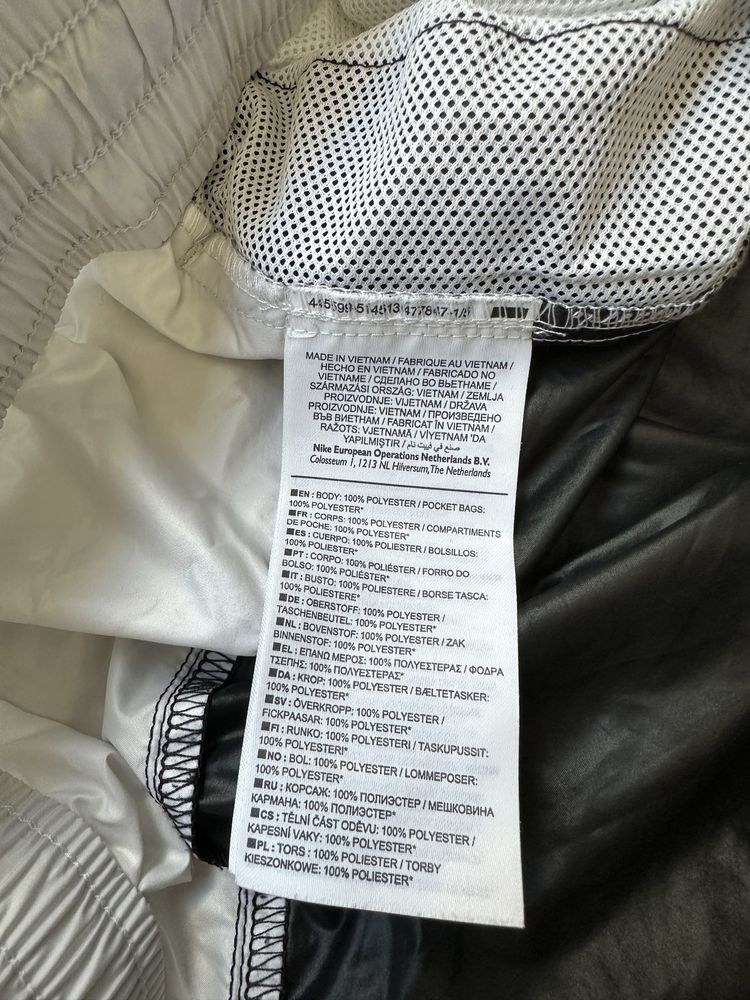 MADE IN VIETNAM / FABRIQUE AU VIETNAM /
HECHO EN VIETNAM / FABRICADO NO
VIETNAME / СДЕЛАНО ВО ВЬЕТНАМЕ /
SZÁRMAZÁSI ORSZÁG: VIETNAM / ZEMLJA
PROIZVODNJE: VIJETNAM / DRŽAVA
PROIZVODNJE: VIETNAM / ПРОИЗВЕДЕНО
ВЪВ ВИЕТНАМ / FABRICAT ÎN VIETNAM /
RAŽOTS: VJETNAMĀ / VİYETNAM 'DA
YAPILMIŞTIR / صنع في فييت نام
Nike European Operations Netherlands B.V.
Colosseum 1, 1213 NL Hilversum, The Netherlands
EN : BODY: 100% POLYESTER / POCKET BAGS:
100% POLYESTER*
FR : CORPS: 100% POLYESTER / COMPARTIMENTS
DE POCHE: 100% POLYESTER*
ES : CUERPO: 100% POLIESTER / BOLSILLOS:
100% POLIESTER*
PT : CORPO: 100% POLIÉSTER / FORRO DO
BOLSO: 100% POLIÉSTER*
IT : BUSTO: 100% POLIESTERE / BORSE TASCA:
100% POLIESTERE*
DE : OBERSTOFF: 100% POLYESTER /
TASCHENBEUTEL: 100% POLYESTER*
NL : BOVENSTOF: 100% POLYESTER / ZAK
BINNENSTOF: 100% POLYESTER*
EL : ΕΠΑΝΩ ΜΕΡΟΣ: 100% ΠΟΛΥΕΣΤΕΡΑΣ / ΦΟΔΡΑ
ΤΣΕΠΗΣ: 100% ΠΟΛΥΕΣΤΕΡΑΣ*
DA : KROP: 100% POLYESTER / BÆLTETASKER:
100% POLYESTER*
SV : ÖVERKROPP: 100% POLYESTER /
FICKPAASAR: 100% POLYESTER*
FI : RUNKO: 100% POLYESTERI / TASKUPUSSIT:
100% POLYESTERI*
NO : BOL: 100% POLYESTER / LOMMEPOSER:
100% POLYESTER*
RU : КОРСАЖ: 100% ПОЛИЭСТЕР / МЕШКОВИНА
КАРМАНА: 100% ПОЛИЭСТЕР*
CS : TĚLNÍ ČÁST ODĚVU: 100% POLYESTER /
KAPESNÍ VAKY: 100% POLYESTER*
PL : TORS : 100% POLIESTER / TORBY
KIESZONKOWE: 100% POLIESTER*